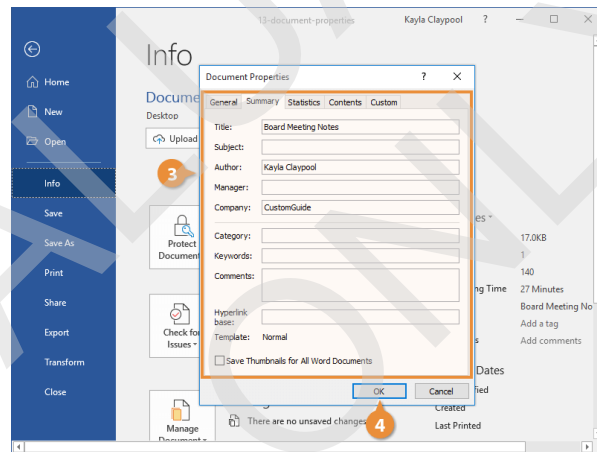 13-document-properties
Kayla Claypool
?
Info
Home
New
Open
Info
Save
Save As
Print
Share
Export
Transform
Close
Desktop
Upload
Protect
Document
Check for
Issues
Manage
There are no unsaved changes
Document Properties
?
General Summary Statistics Contents Custom
Title: Board Meeting Notes
Subject:
Author: Kayla Claypool
Manager:
Company: CustomGuide
Category:
Keywords:
Comments:
Hyperlink
base:
Template: Normal
Save Thumbnails for All Word Documents
OK Cancel
3
4
17.0KB
1
140
Time 27 Minutes
Board Meeting No
Add a tag
Add comments
Dates
Created
Last Printed